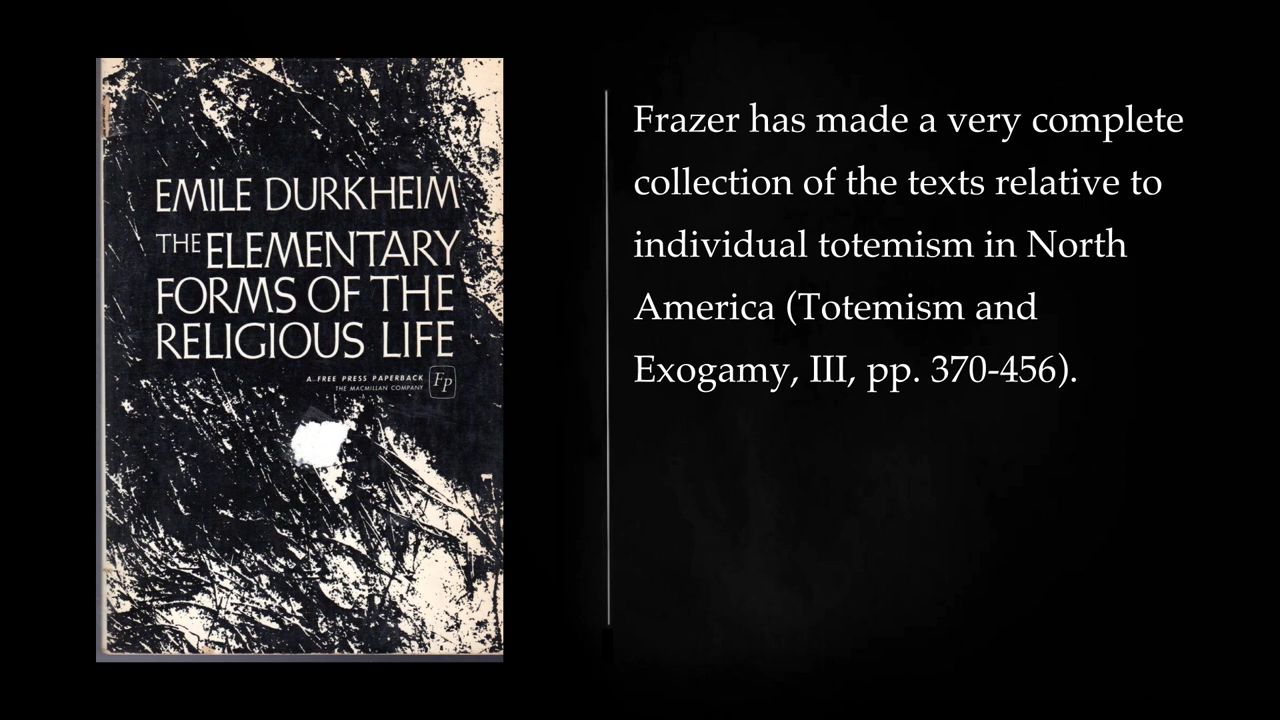 EMILE DURKHEIM
THE ELEMENTARY
FORMS OF THE
RELIGIOUS LIFE
A FREE PRESS PAPERBACK
THE MACMILLAN COMPANY
Fp
Frazer has made a very complete
collection of the texts relative to
individual totemism in North
America (Totemism and
Exogamy, III, pp. 370-456).